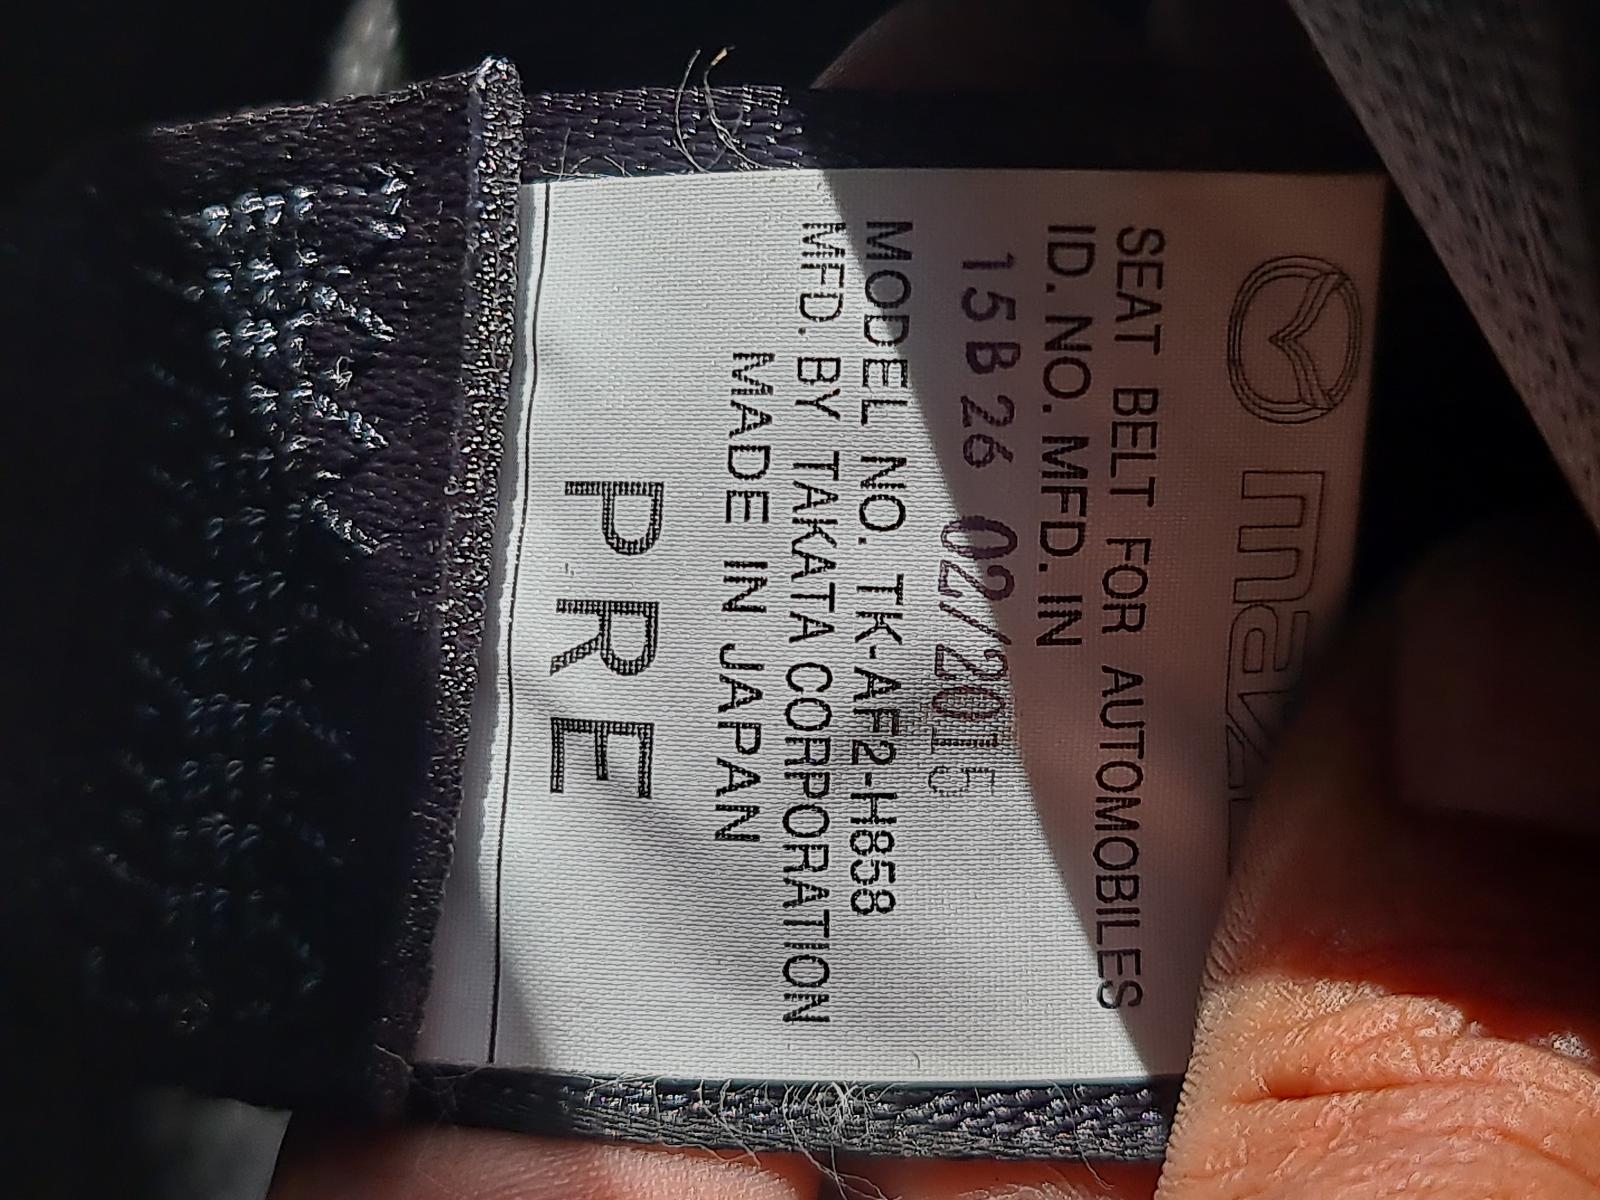 mazda
SEAT BELT FOR AUTOMOBILES
ID. NO. MFD. IN
15B26 02/2015
MODEL NO. TK-AF2-H858
MFD. BY TAKATA CORPORATION
MADE IN JAPAN
PRE